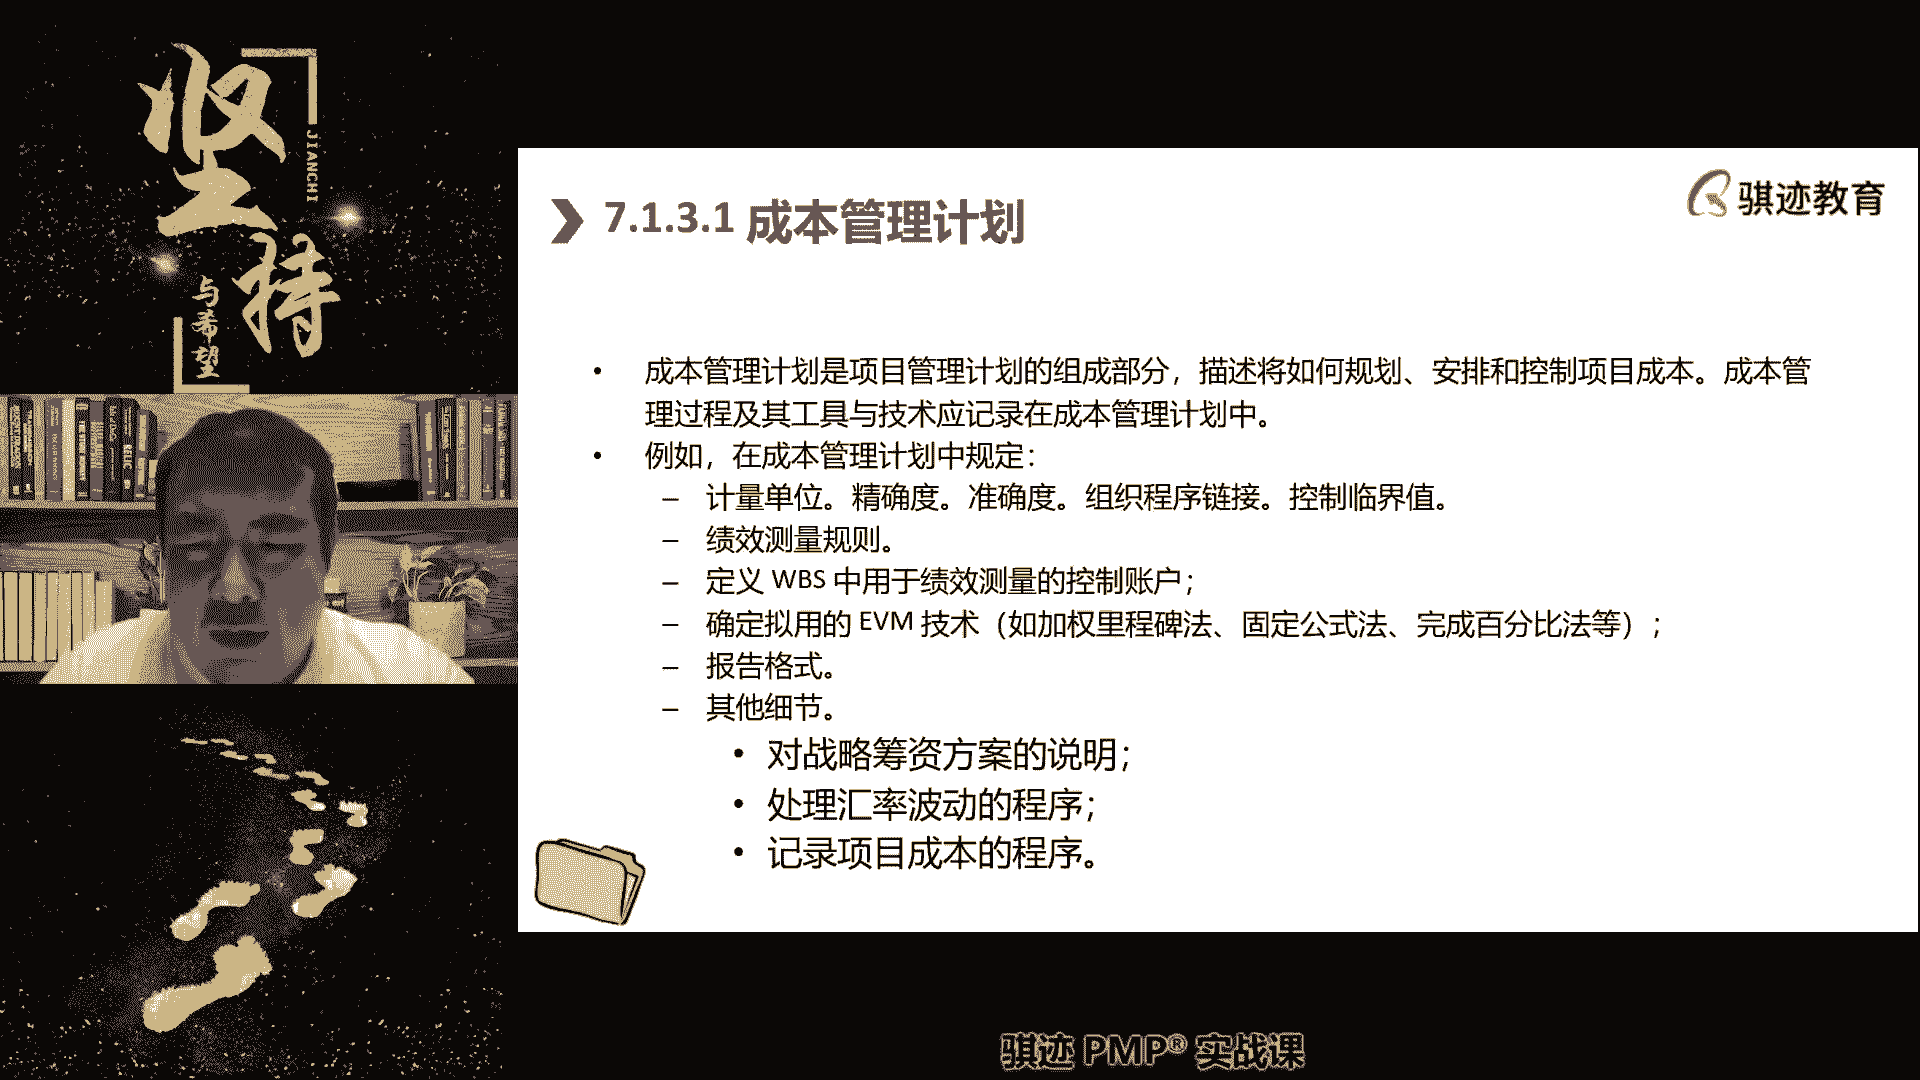 坚持
JIANCHI
与希望
骐迹教育
7.1.3.1 成本管理计划
• 成本管理计划是项目管理计划的组成部分，描述将如何规划、安排和控制项目成本。成本管
理过程及其工具与技术应记录在成本管理计划中。
• 例如，在成本管理计划中规定：
– 计量单位。精确度。准确度。组织程序链接。控制临界值。
– 绩效测量规则。
– 定义 WBS 中用于绩效测量的控制账户；
– 确定拟用的 EVM 技术（如加权里程碑法、固定公式法、完成百分比法等）；
– 报告格式。
– 其他细节。
• 对战略筹资方案的说明；
• 处理汇率波动的程序；
• 记录项目成本的程序。
骐迹 PMP® 实战课